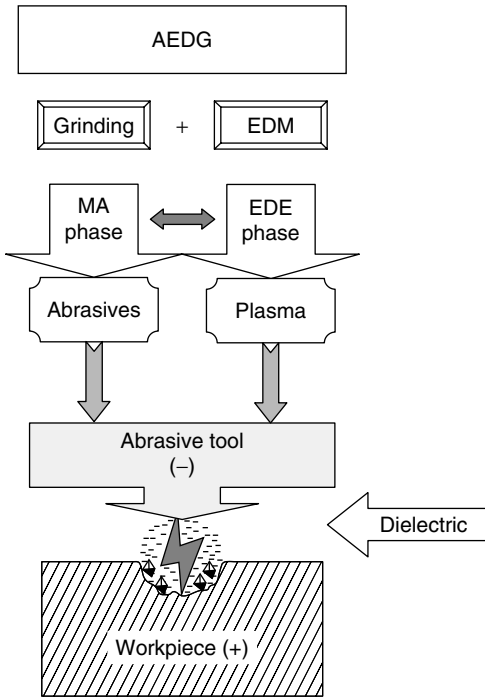 AEDG
Grinding + EDM
MA
phase
EDE
phase
Abrasives
Plasma
Abrasive tool
(−)
Dielectric
Workpiece (+)